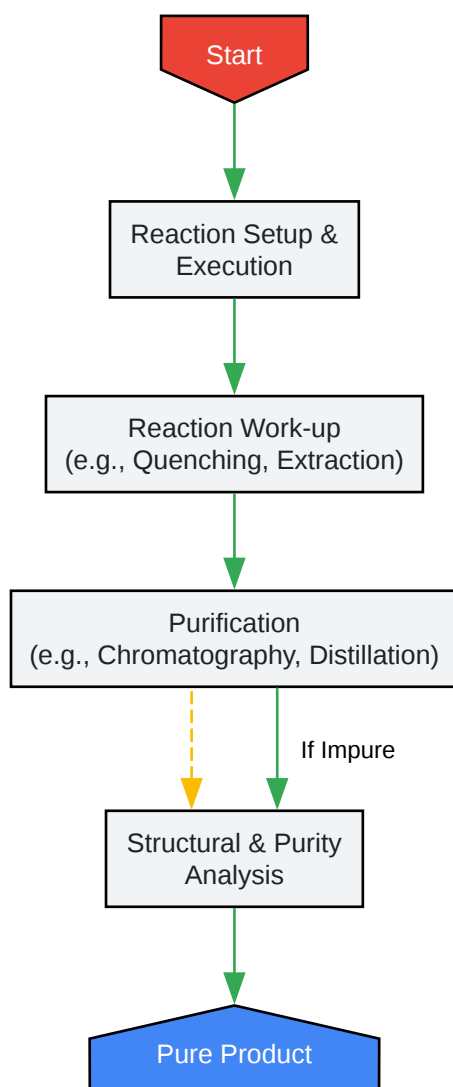 Start
Reaction Setup &
Execution
Reaction Work-up
(e.g., Quenching, Extraction)
Purification
(e.g., Chromatography, Distillation)
If Impure
Structural & Purity
Analysis
Pure Product